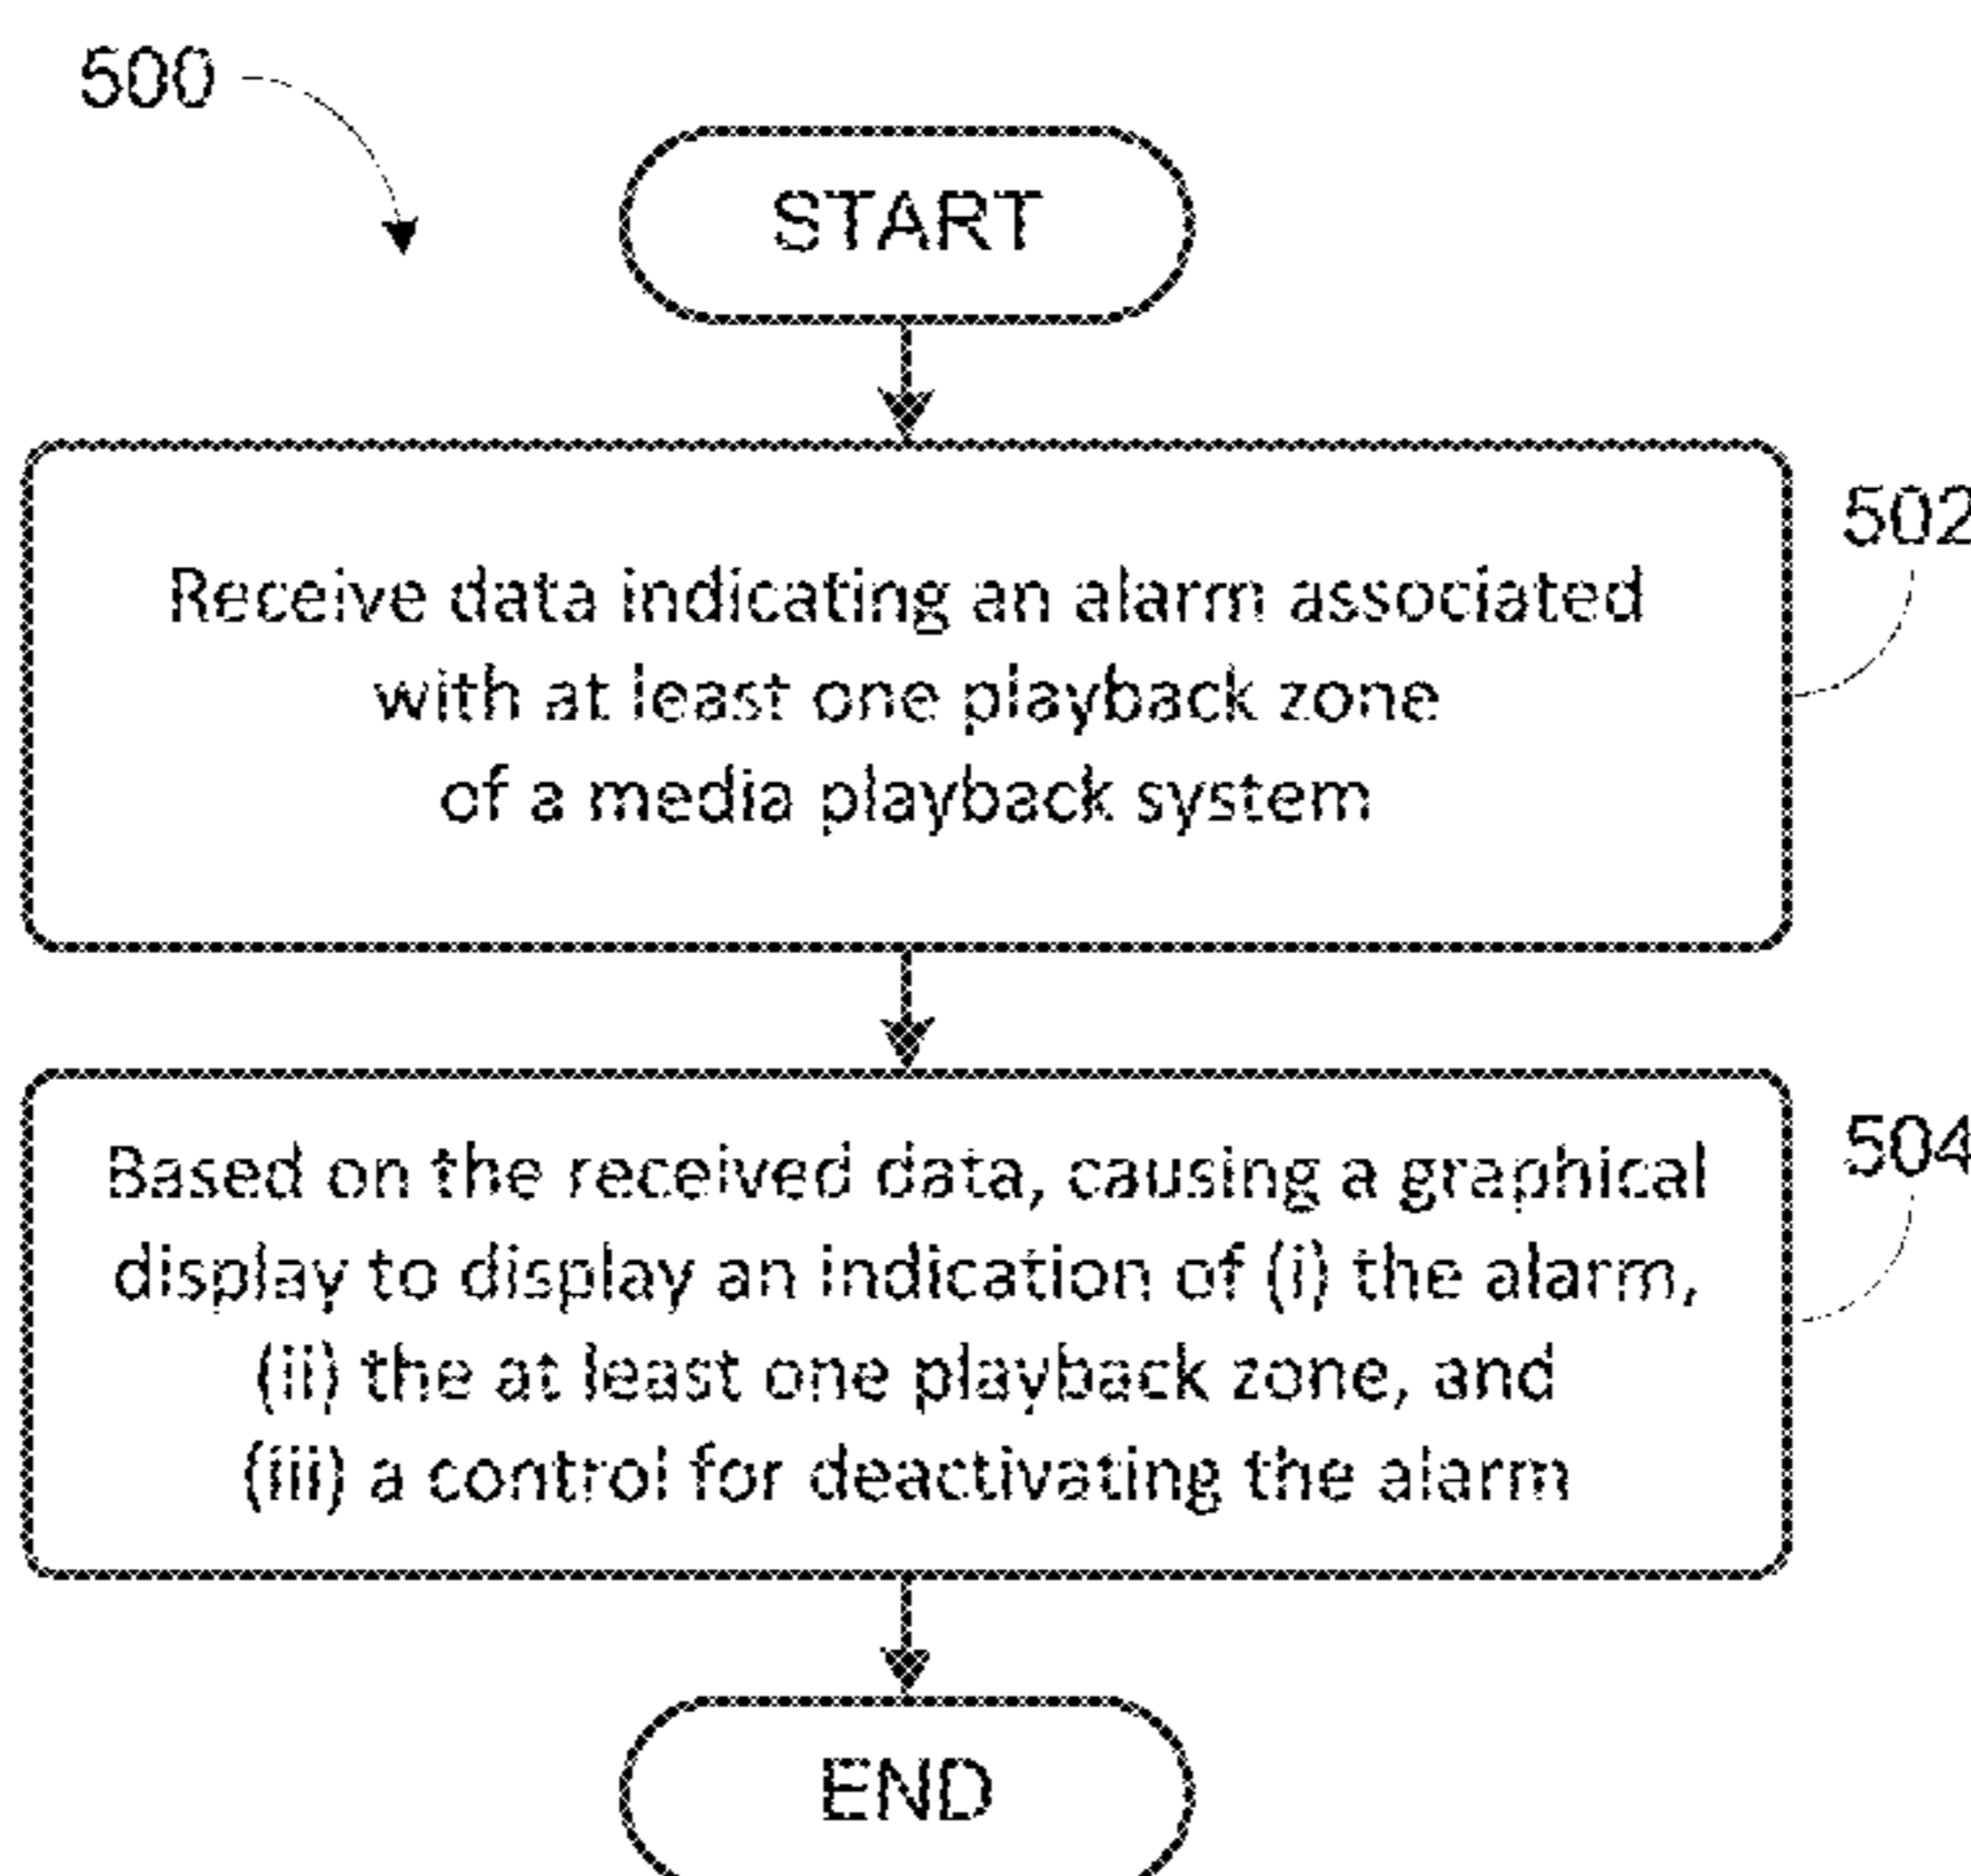 500
START
502
Receive data indicating an alarm associated
with at least one playback zone
of a media playback system
504
Based on the received data, causing a graphical
display to display an indication of (i) the alarm,
(ii) the at least one playback zone, and
(iii) a control for deactivating the alarm
END